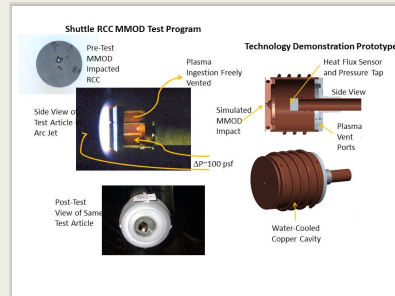 Shuttle RCC MMOD Test Program
Pre-Test
MMOD
Impacted
RCC
Plasma
Ingestion Freely
Vented
Side View of
Test Article in
Arc Jet
ΔP~100 psf
Post-Test
View of Same
Test Article
Technology Demonstration Prototype
Heat Flux Sensor
and Pressure Tap
Side View
Simulated
MMOD
Impact
Plasma
Vent
Ports
Water-Cooled
Copper Cavity